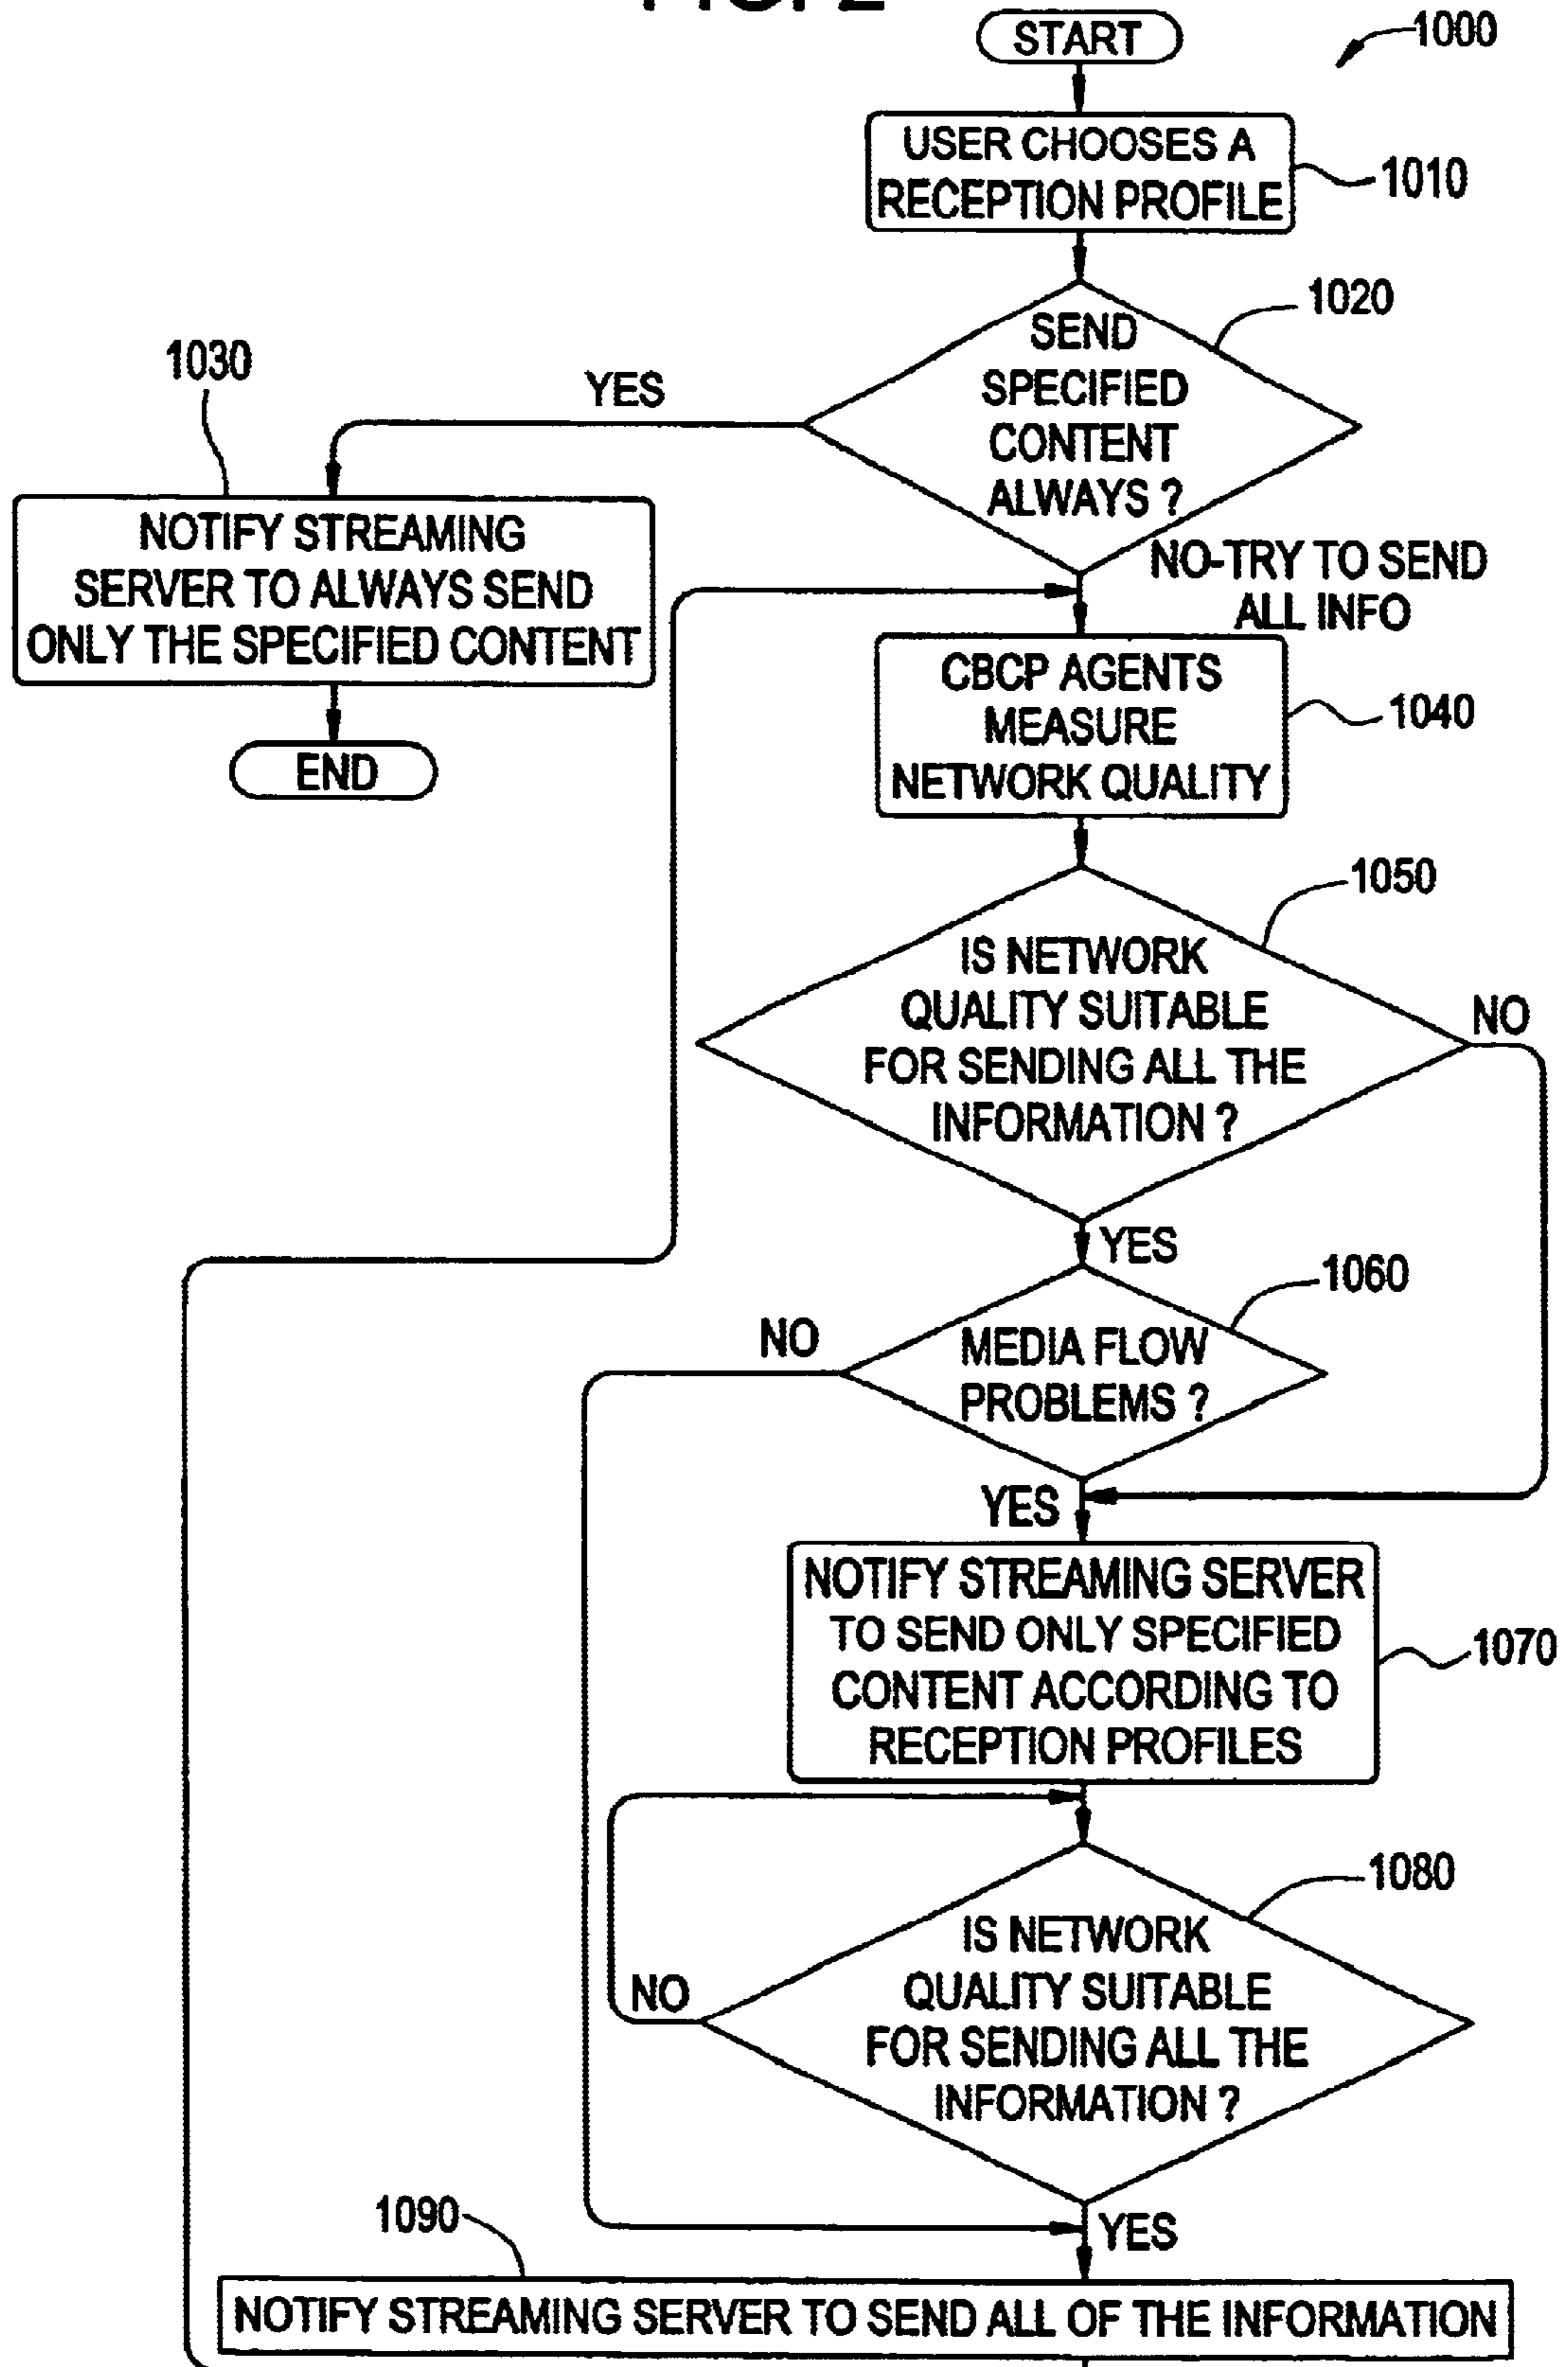 START
1000
USER CHOOSES A
RECEPTION PROFILE
1010
SEND
SPECIFIED
CONTENT
ALWAYS ?
1020
YES
1030
NOTIFY STREAMING
SERVER TO ALWAYS SEND
ONLY THE SPECIFIED CONTENT
END
NO-TRY TO SEND
ALL INFO
CBCP AGENTS
MEASURE
NETWORK QUALITY
1040
1050
IS NETWORK
QUALITY SUITABLE
FOR SENDING ALL THE
INFORMATION ?
NO
YES
1060
NO
MEDIA FLOW
PROBLEMS ?
YES
NOTIFY STREAMING SERVER
TO SEND ONLY SPECIFIED
CONTENT ACCORDING TO
RECEPTION PROFILES
1070
1080
IS NETWORK
QUALITY SUITABLE
FOR SENDING ALL THE
INFORMATION ?
NO
YES
1090
NOTIFY STREAMING SERVER TO SEND ALL OF THE INFORMATION